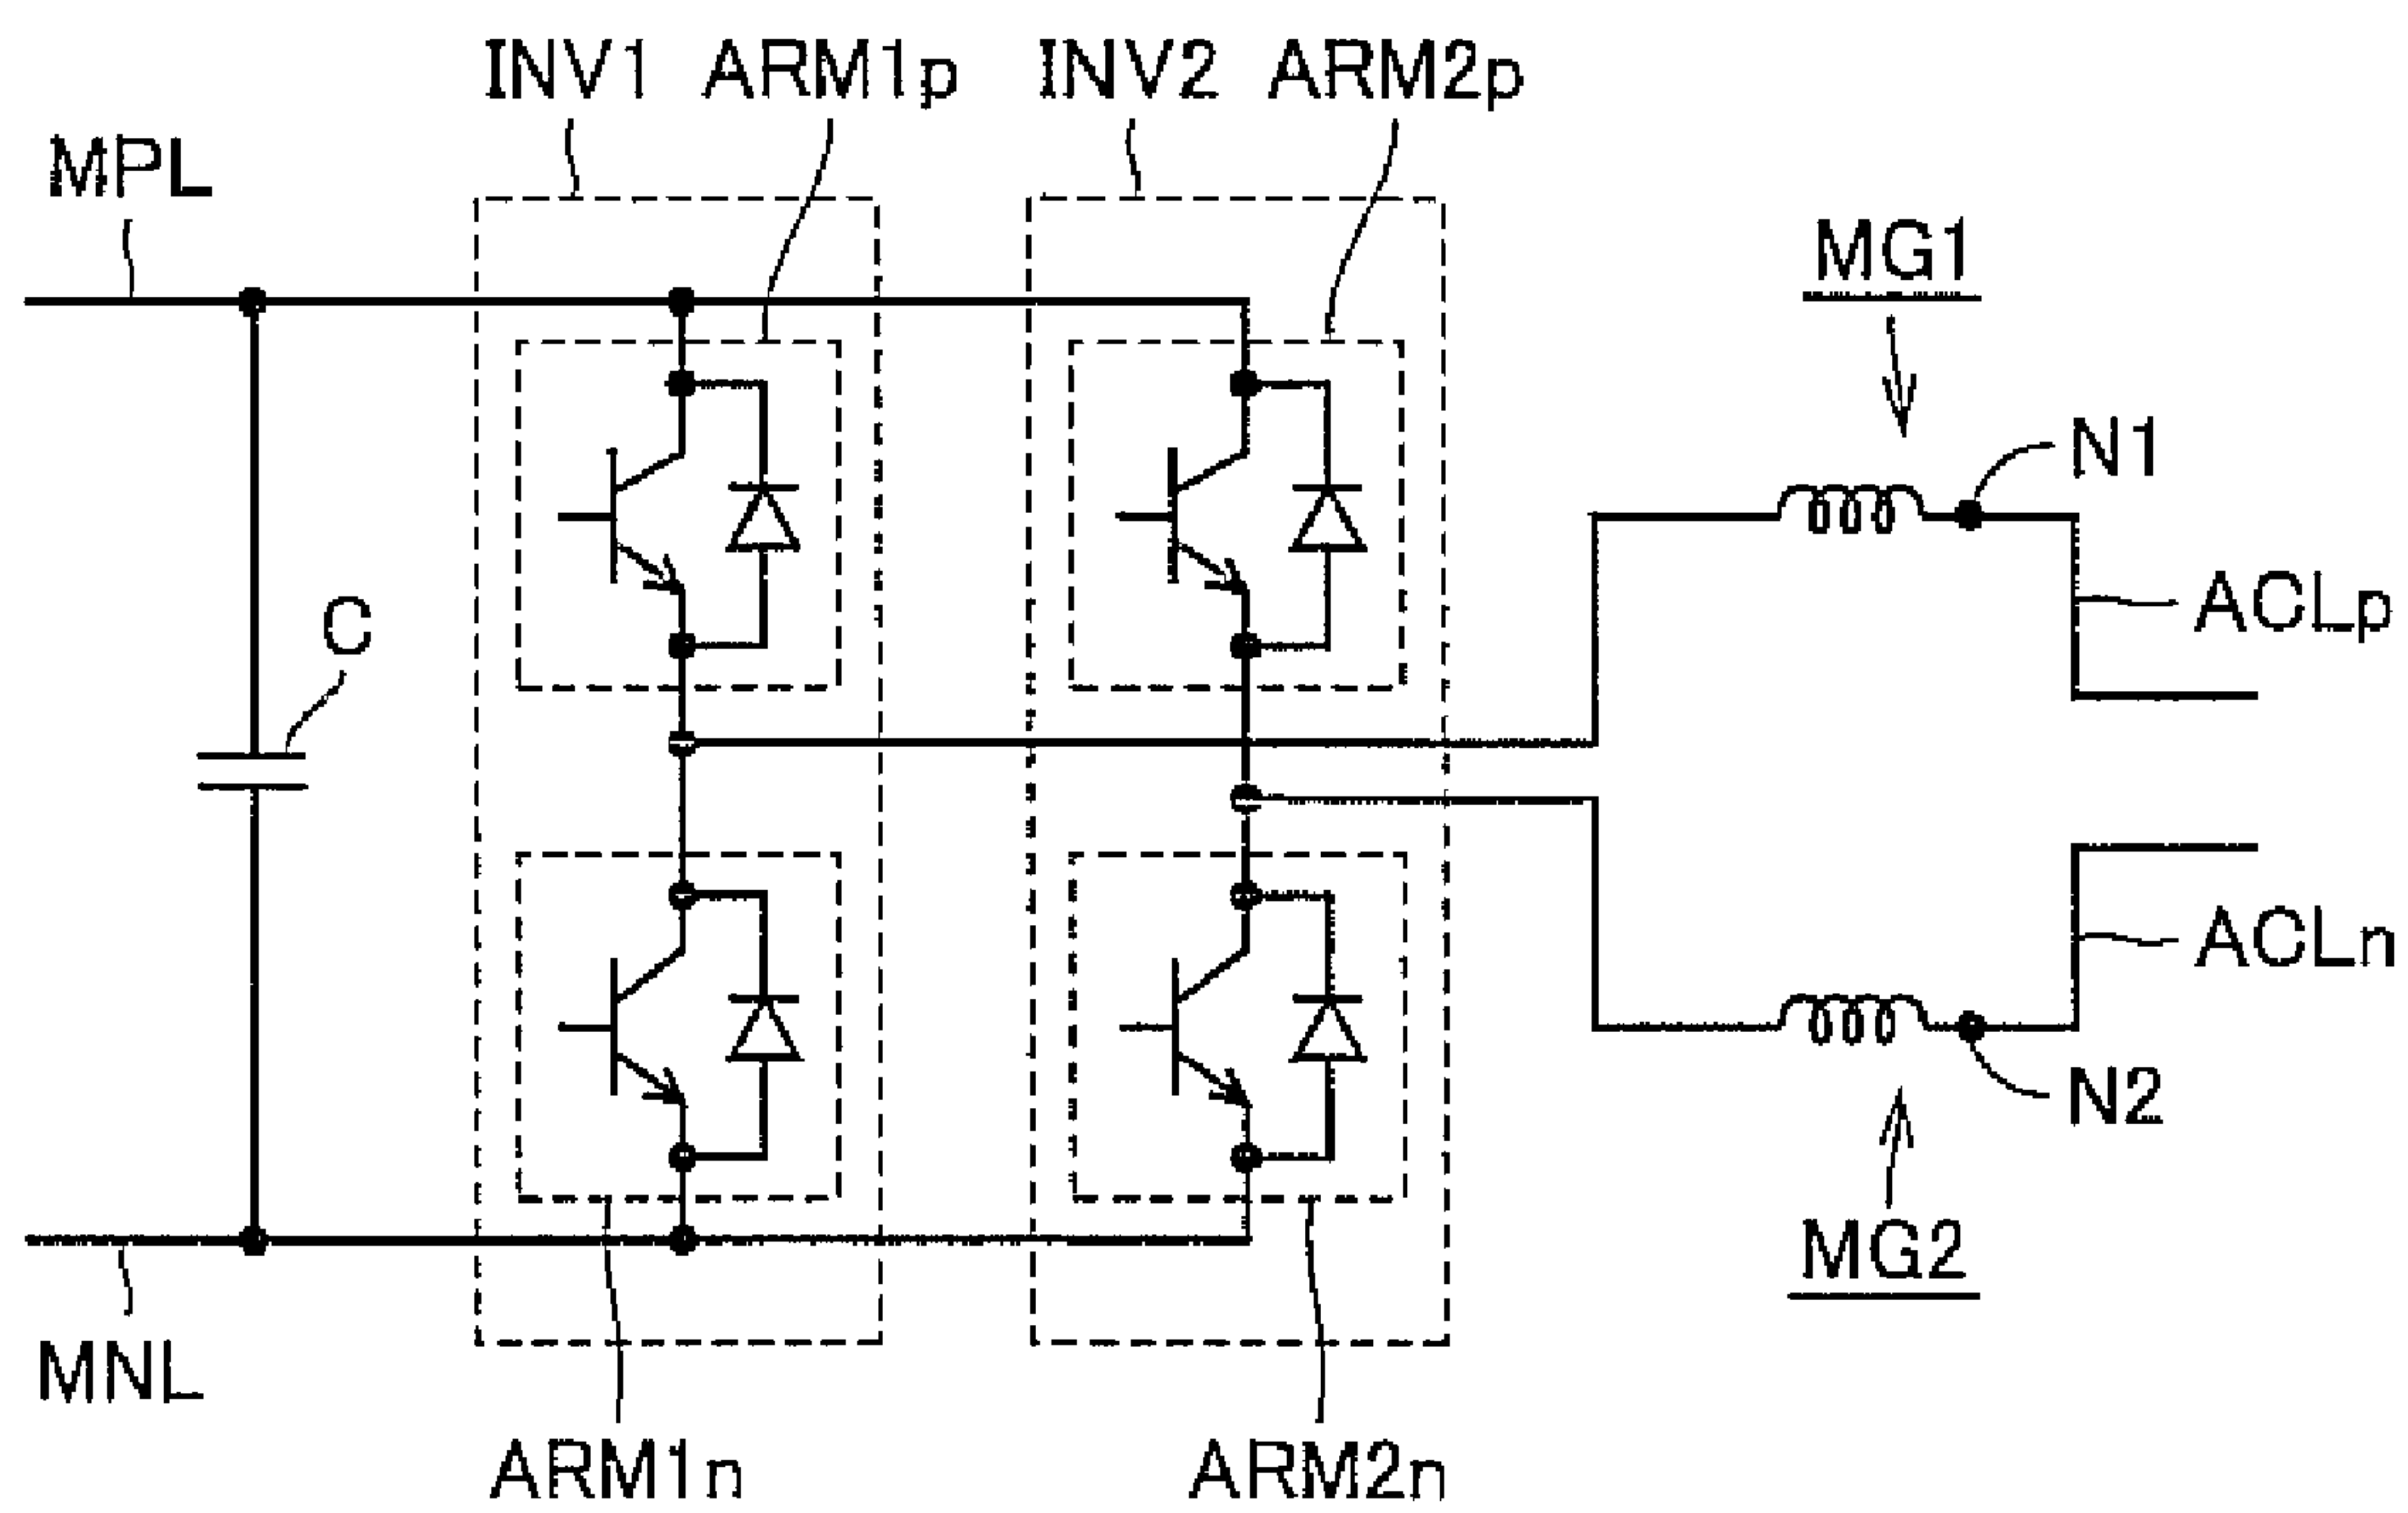 INV1 ARM1p INV2 ARM2p
MPL
MG1
N1
ACLp
C
ACLn
N2
MG2
MNL
ARM1n ARM2n